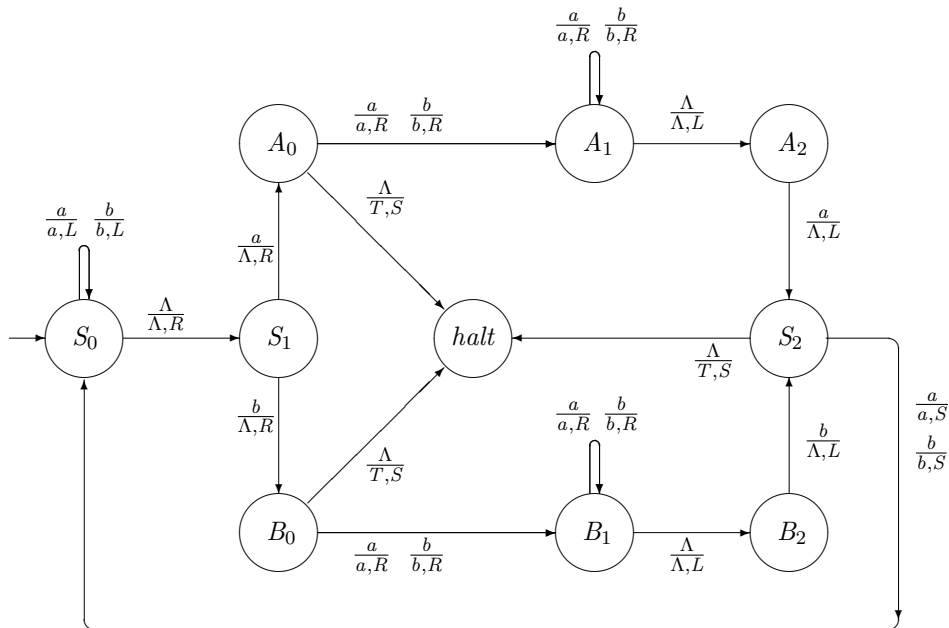 a/a,R b/b,R
A₀ a/a,R b/b,R A₁ Λ/Λ,L A₂
Λ/T,S
a/a,L b/b,L a/Λ,R a/Λ,L
S₀ Λ/Λ,R S₁ halt Λ/T,S S₂
b/Λ,R a/a,R b/b,R b/Λ,L a/a,S
Λ/T,S b/b,S
B₀ a/a,R b/b,R B₁ Λ/Λ,L B₂